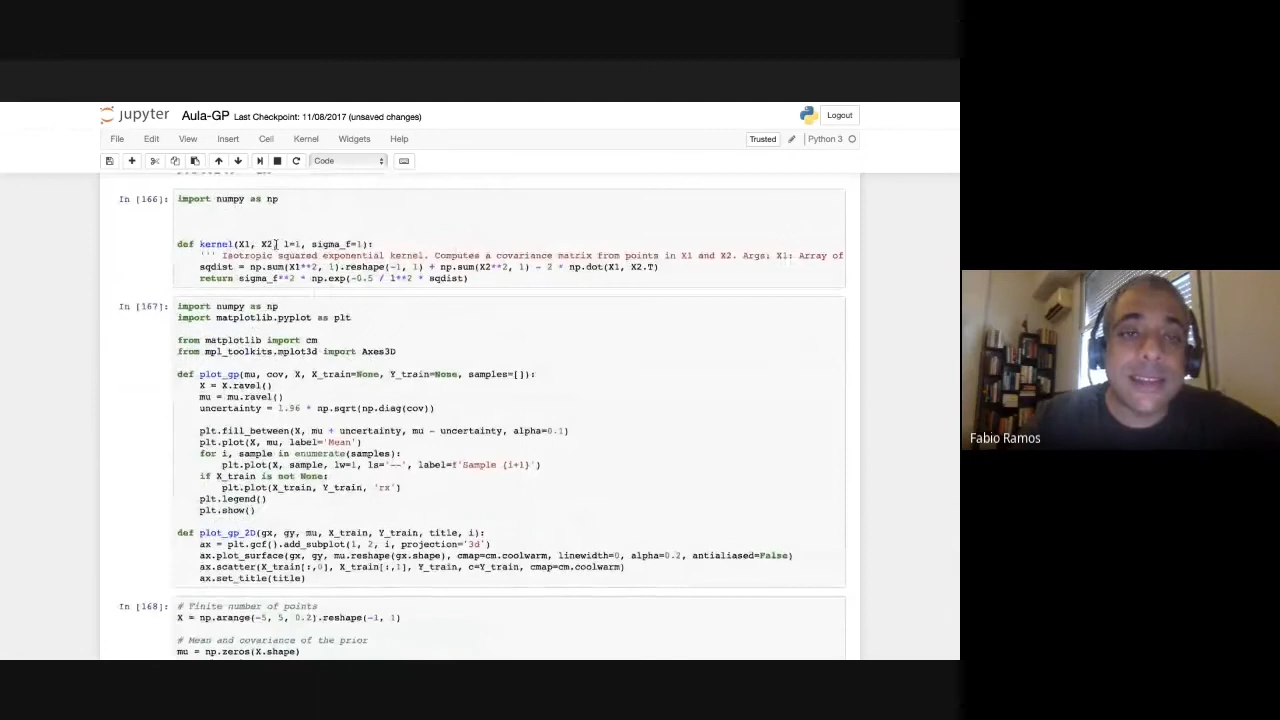 jupyter Aula-GP Last Checkpoint: 11/08/2017 (unsaved changes)
Logout
File Edit View Insert Cell Kernel Widgets Help
Trusted Python 3
Code
In [166]:
import numpy as np
def kernel(X1, X2, l=1, sigma_f=1):
''' Isotropic squared exponential kernel. Computes a covariance matrix from points in X1 and X2. Args: X1: Array of
sqdist = np.sum(X1**2, 1).reshape(-1, 1) + np.sum(X2**2, 1) - 2 * np.dot(X1, X2.T)
return sigma_f**2 * np.exp(-0.5 / l**2 * sqdist)
In [167]:
import numpy as np
import matplotlib.pyplot as plt
from matplotlib import cm
from mpl_toolkits.mplot3d import Axes3D
def plot_gp(mu, cov, X, X_train=None, Y_train=None, samples=[]):
X = X.ravel()
mu = mu.ravel()
uncertainty = 1.96 * np.sqrt(np.diag(cov))
plt.fill_between(X, mu + uncertainty, mu - uncertainty, alpha=0.1)
plt.plot(X, mu, label='Mean')
for i, sample in enumerate(samples):
plt.plot(X, sample, lw=1, ls='--', label=f'Sample {i+1}')
if X_train is not None:
plt.plot(X_train, Y_train, 'rx')
plt.legend()
plt.show()
def plot_gp_2D(gx, gy, mu, X_train, Y_train, title, i):
ax = plt.gcf().add_subplot(1, 2, i, projection='3d')
ax.plot_surface(gx, gy, mu.reshape(gx.shape), cmap=cm.coolwarm, linewidth=0, alpha=0.2, antialiased=False)
ax.scatter(X_train[:,0], X_train[:,1], Y_train, c=Y_train, cmap=cm.coolwarm)
ax.set_title(title)
In [168]:
# Finite number of points
X = np.arange(-5, 5, 0.2).reshape(-1, 1)
# Mean and covariance of the prior
mu = np.zeros(X.shape)
Fabio Ramos